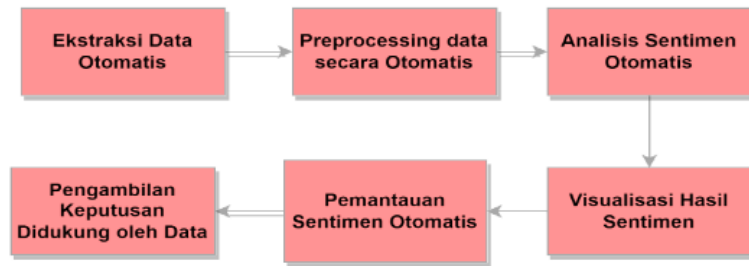 Ekstraksi Data
Otomatis
Preprocessing data
secara Otomatis
Analisis Sentimen
Otomatis
Visualisasi Hasil
Sentimen
Pemantauan
Sentimen Otomatis
Pengambilan
Keputusan
Didukung oleh Data